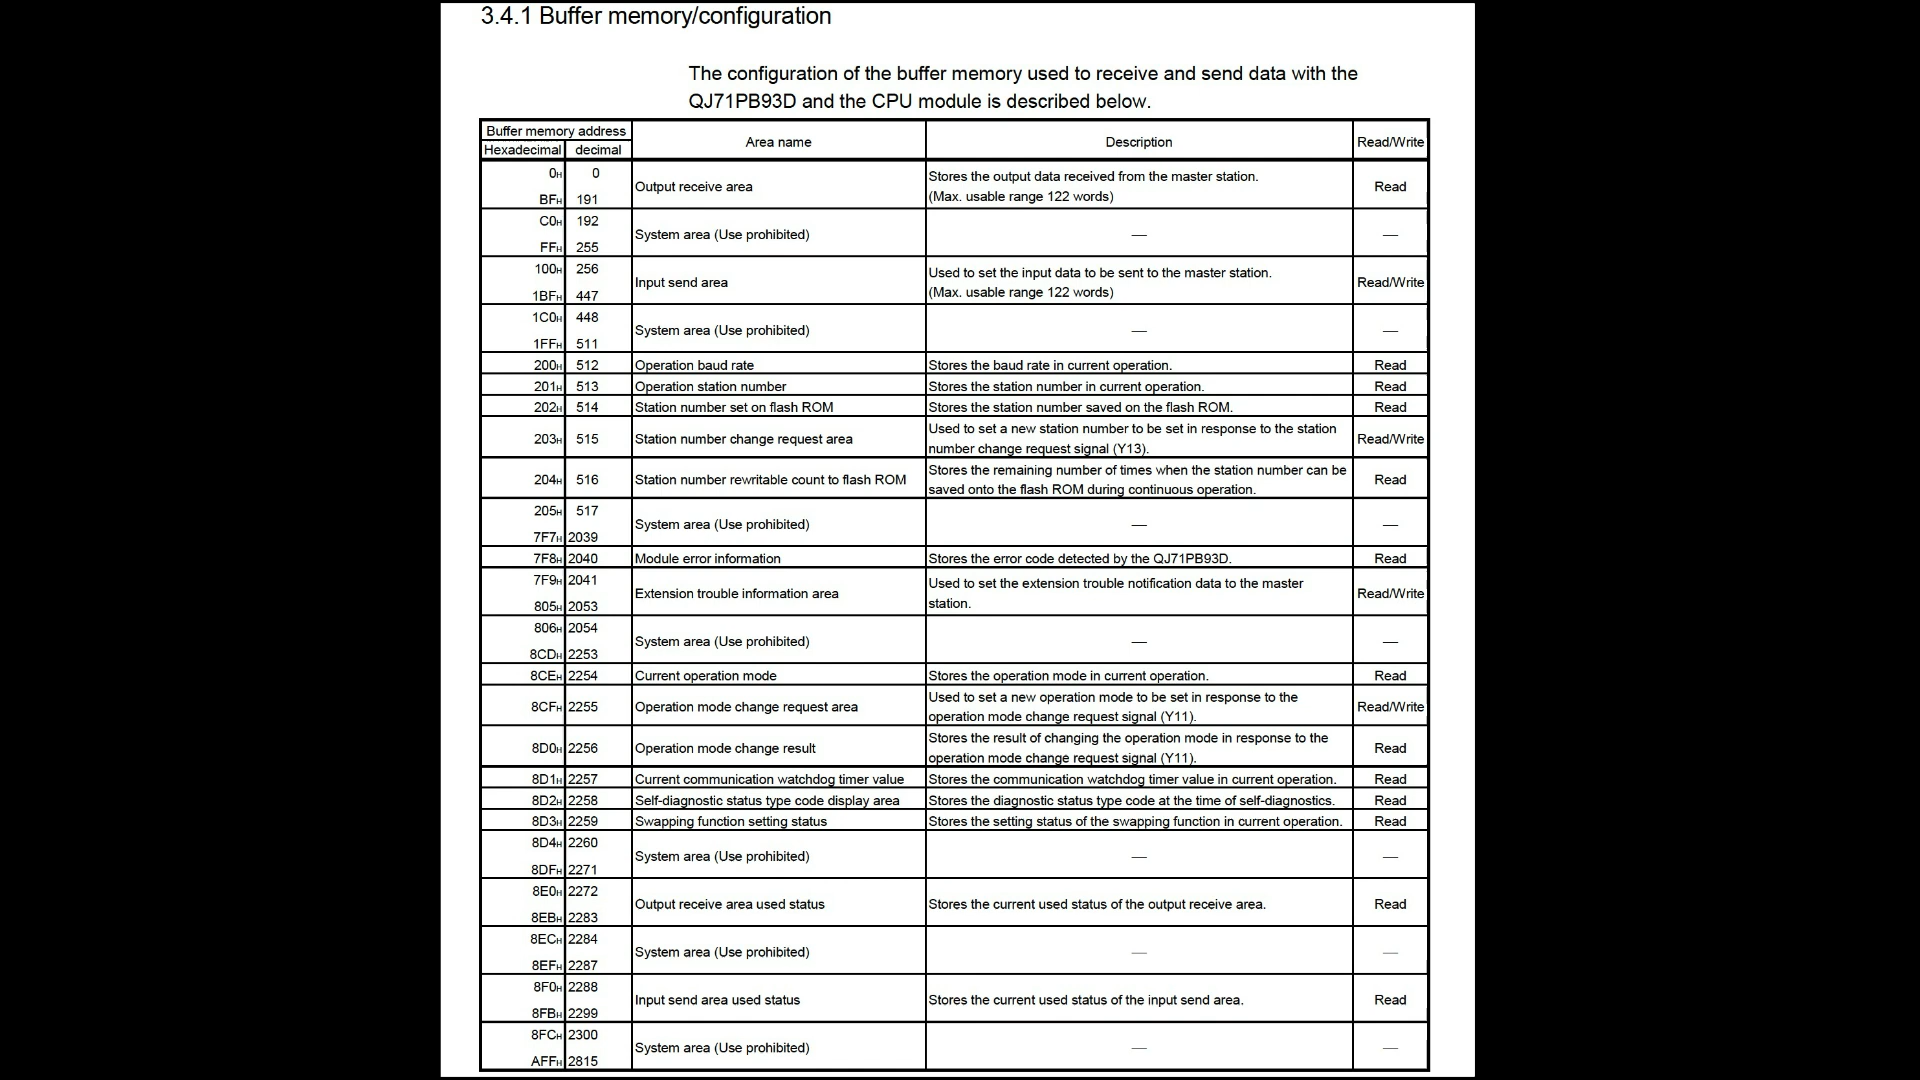 3.4.1 Buffer memory/configuration
The configuration of the buffer memory used to receive and send data with the
QJ71PB93D and the CPU module is described below.
Buffer memory address
Hexadecimal decimal Area name Description Read/Write
0H 0
BFH 191
Output receive area
Stores the output data received from the master station.
(Max. usable range 122 words)
Read
C0H 192
FFH 255
System area (Use prohibited) — —
100H 256
1BFH 447
Input send area
Used to set the input data to be sent to the master station.
(Max. usable range 122 words)
Read/Write
1C0H 448
1FFH 511
System area (Use prohibited) — —
200H 512 Operation baud rate Stores the baud rate in current operation. Read
201H 513 Operation station number Stores the station number in current operation. Read
202H 514 Station number set on flash ROM Stores the station number saved on the flash ROM. Read
203H 515 Station number change request area
Used to set a new station number to be set in response to the station
number change request signal (Y13).
Read/Write
204H 516 Station number rewritable count to flash ROM
Stores the remaining number of times when the station number can be
saved onto the flash ROM during continuous operation.
Read
205H 517
7F7H 2039
System area (Use prohibited) — —
7F8H 2040 Module error information Stores the error code detected by the QJ71PB93D. Read
7F9H 2041
805H 2053
Extension trouble information area
Used to set the extension trouble notification data to the master
station.
Read/Write
806H 2054
8CDH 2253
System area (Use prohibited) — —
8CEH 2254 Current operation mode Stores the operation mode in current operation. Read
8CFH 2255 Operation mode change request area
Used to set a new operation mode to be set in response to the
operation mode change request signal (Y11).
Read/Write
8D0H 2256 Operation mode change result
Stores the result of changing the operation mode in response to the
operation mode change request signal (Y11).
Read
8D1H 2257 Current communication watchdog timer value Stores the communication watchdog timer value in current operation. Read
8D2H 2258 Self-diagnostic status type code display area Stores the diagnostic status type code at the time of self-diagnostics. Read
8D3H 2259 Swapping function setting status Stores the setting status of the swapping function in current operation. Read
8D4H 2260
8DFH 2271
System area (Use prohibited) — —
8E0H 2272
8EBH 2283
Output receive area used status Stores the current used status of the output receive area. Read
8ECH 2284
8EFH 2287
System area (Use prohibited) — —
8F0H 2288
8FBH 2299
Input send area used status Stores the current used status of the input send area. Read
8FCH 2300
AFFH 2815
System area (Use prohibited) — —